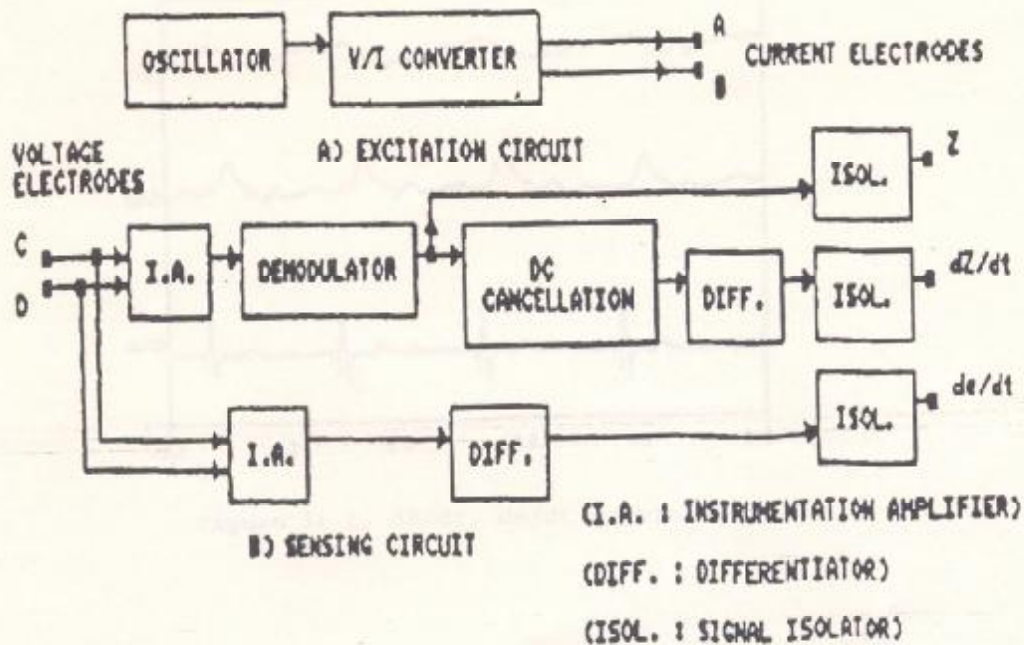 OSCILLATOR
V/I CONVERTER
A
B
CURRENT ELECTRODES
A) EXCITATION CIRCUIT
VOLTAGE
ELECTRODES
C
D
I.A.
DEMODULATOR
DC
CANCELLATION
DIFF.
ISOL.
Z
ISOL.
dZ/dt
I.A.
DIFF.
ISOL.
de/dt
B) SENSING CIRCUIT
(I.A. : INSTRUMENTATION AMPLIFIER)
(DIFF. : DIFFERENTIATOR)
(ISOL. : SIGNAL ISOLATOR)